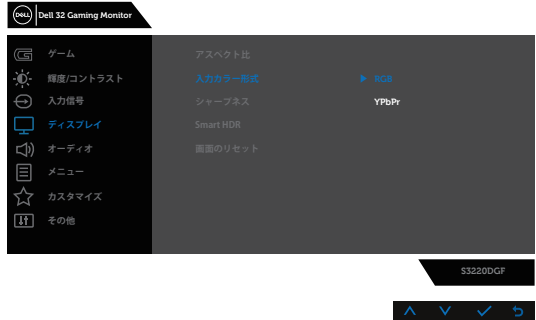 DELL Dell 32 Gaming Monitor
ゲーム
輝度/コントラスト
入力信号
ディスプレイ
オーディオ
メニュー
カスタマイズ
その他
アスペクト比
入力カラー形式 RGB
シャープネス YPbPr
Smart HDR
画面のリセット
S3220DGF